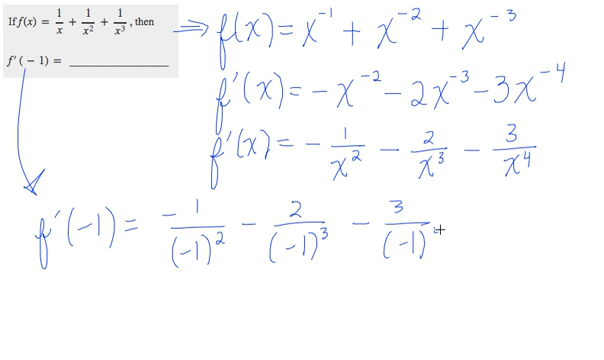 If f(x) = 1/x + 1/x² + 1/x³, then
f′(−1) = ________
⇒ f(x) = x⁻¹ + x⁻² + x⁻³
f′(x) = −x⁻² − 2x⁻³ − 3x⁻⁴
f′(x) = − 1/x² − 2/x³ − 3/x⁴
f′(−1) = −1/(−1)² − 2/(−1)³ − 3/(−1)